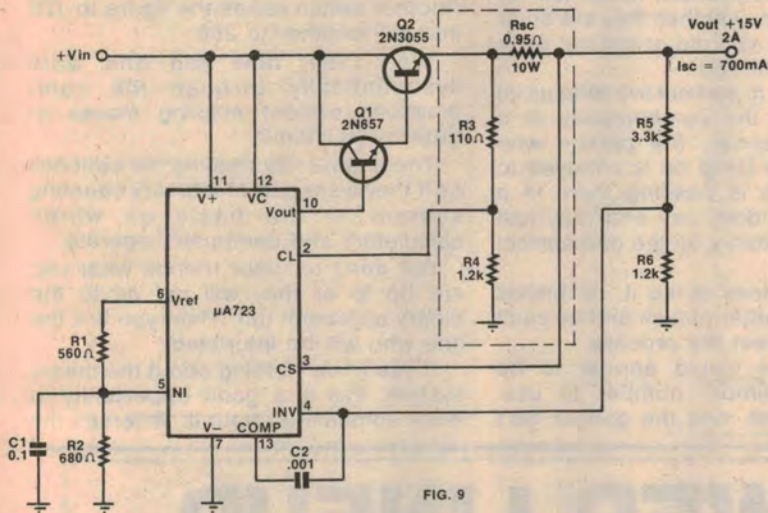 Q2
2N3055
Rsc
0.95Ω
10W
Vout +15V
2A
Isc = 700mA
+Vin
Q1
2N657
R3
110Ω
R5
3.3k
11
12
V+
VC
10
Vout
2
CL
R4
1.2k
R6
1.2k
6
Vref
µA723
R1
560Ω
5
NI
3
CS
4
INV
C1
0.1
R2
680Ω
V–
COMP
7
13
C2
.001
FIG. 9